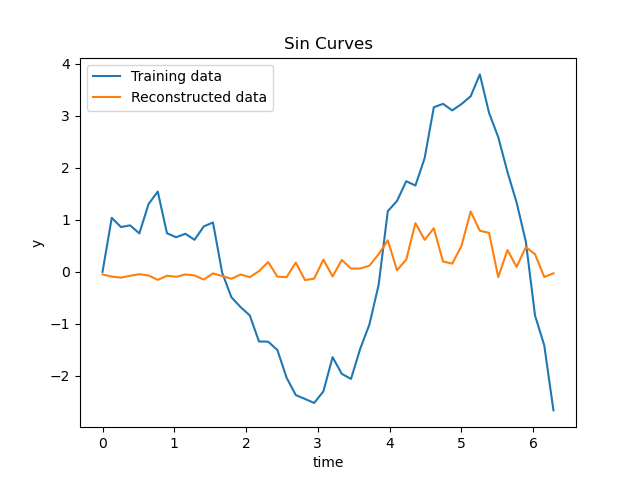 Sin Curves
Training data
Reconstructed data
y
4
3
2
1
0
−1
−2
0 1 2 3 4 5 6
time